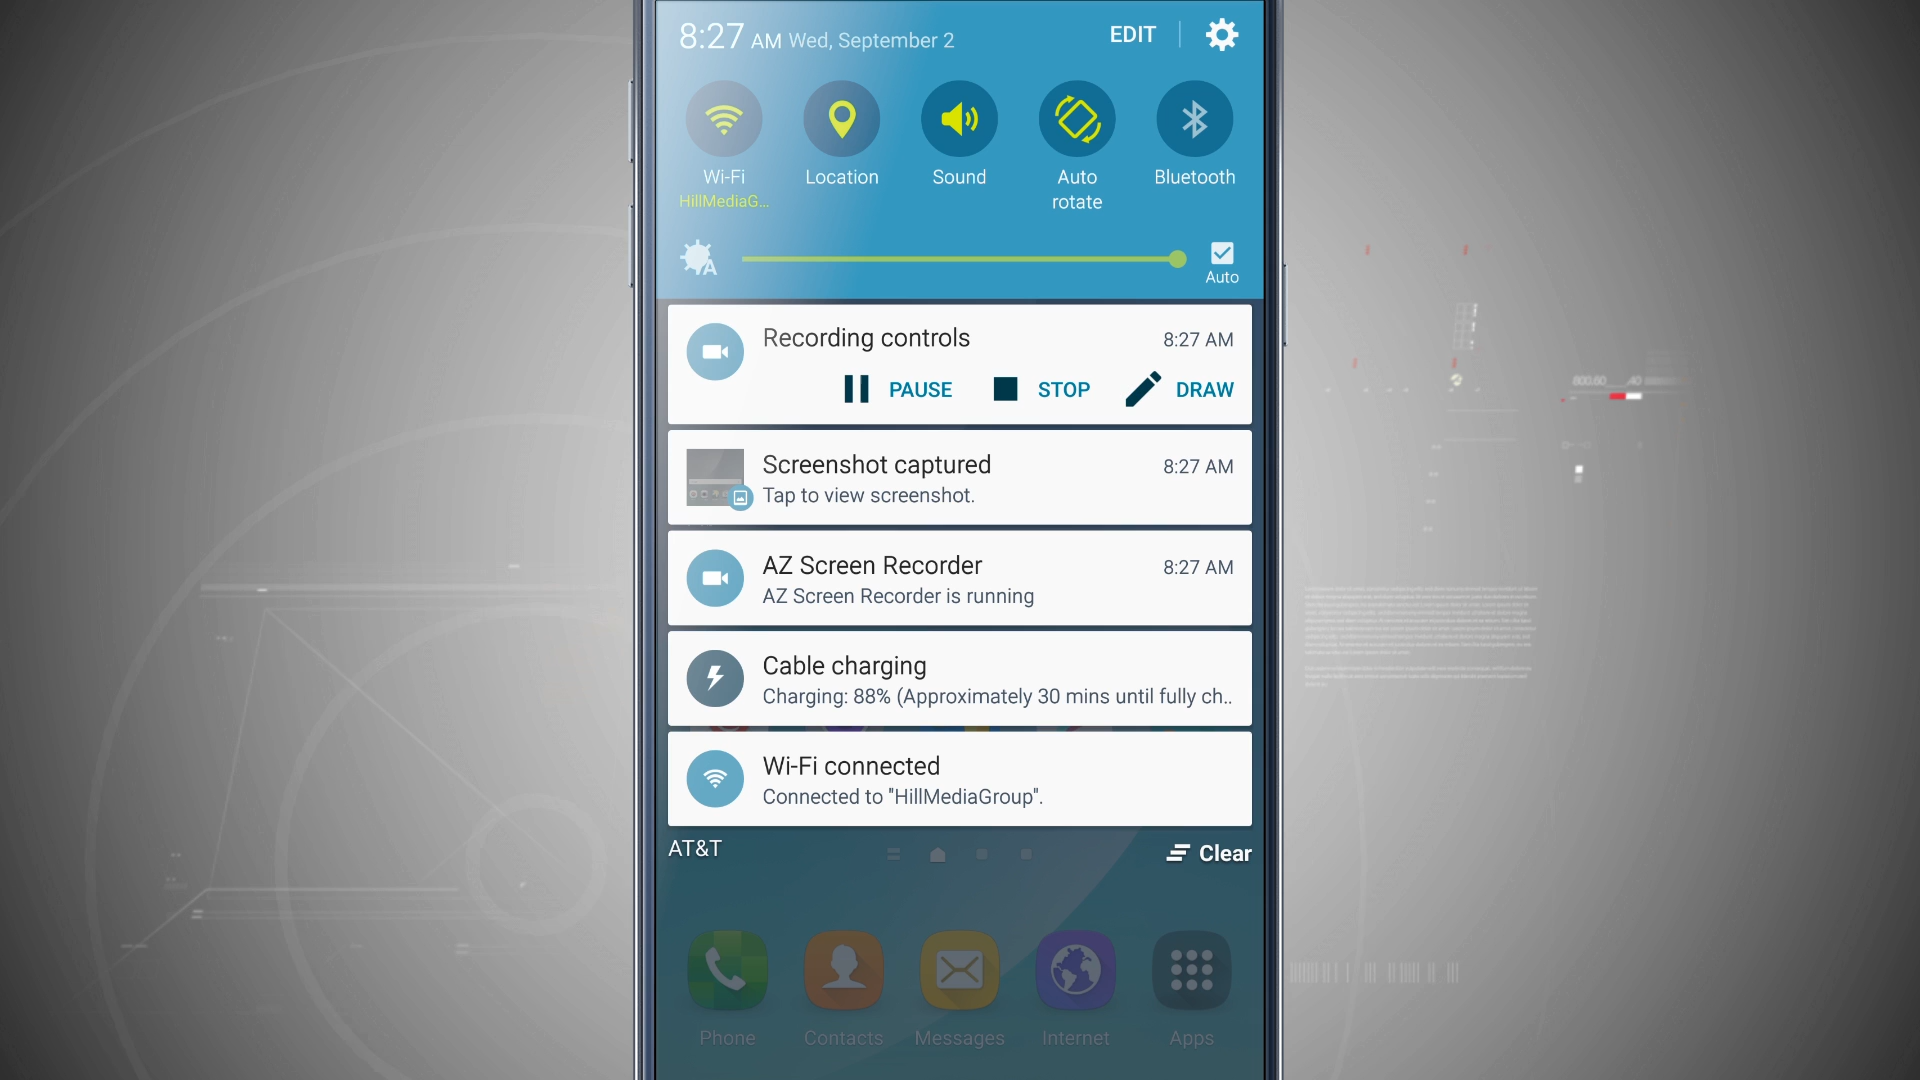 8:27 AM Wed, September 2
EDIT
Wi-Fi
HillMediaG...
Location
Sound
Auto
rotate
Bluetooth
A
Auto
Recording controls
8:27 AM
PAUSE
STOP
DRAW
Screenshot captured
8:27 AM
Tap to view screenshot.
AZ Screen Recorder
8:27 AM
AZ Screen Recorder is running
Cable charging
Charging: 88% (Approximately 30 mins until fully ch..
Wi-Fi connected
Connected to "HillMediaGroup".
AT&T
Clear
Phone
Contacts
Messages
Internet
Apps